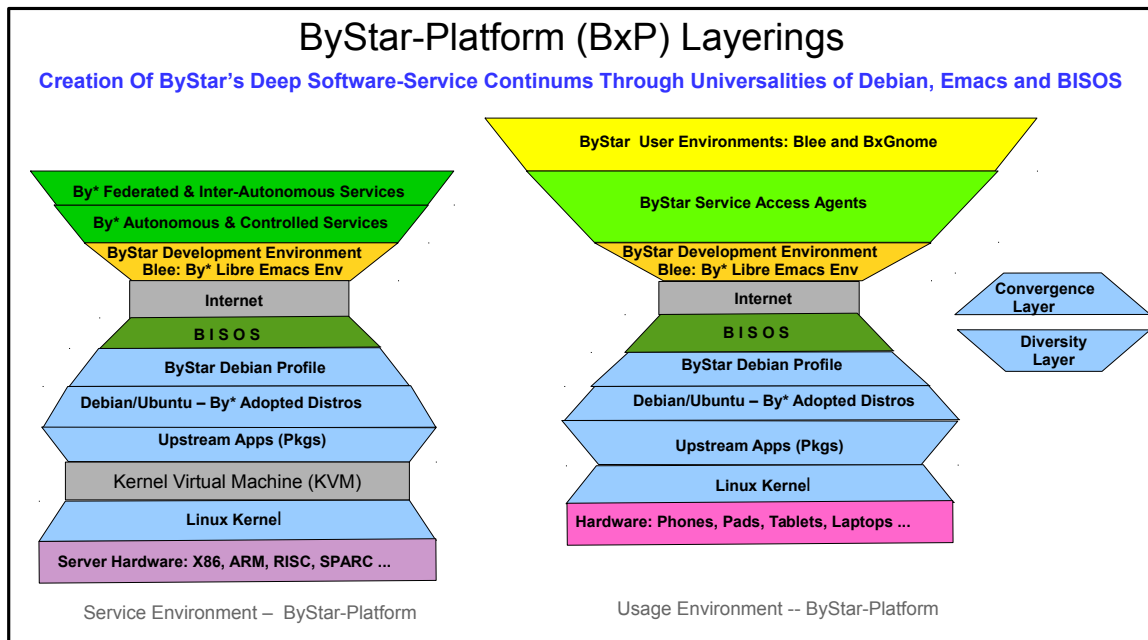 ByStar-Platform (BxP) Layerings
Creation Of ByStar's Deep Software-Service Continums Through Universalities of Debian, Emacs and BISOS
By* Federated & Inter-Autonomous Services
By* Autonomous & Controlled Services
ByStar Development Environment
Blee: By* Libre Emacs Env
Internet
B I S O S
ByStar Debian Profile
Debian/Ubuntu – By* Adopted Distros
Upstream Apps (Pkgs)
Kernel Virtual Machine (KVM)
Linux Kernel
Server Hardware: X86, ARM, RISC, SPARC ...
Service Environment – ByStar-Platform
ByStar User Environments: Blee and BxGnome
ByStar Service Access Agents
ByStar Development Environment
Blee: By* Libre Emacs Env
Internet
B I S O S
ByStar Debian Profile
Debian/Ubuntu – By* Adopted Distros
Upstream Apps (Pkgs)
Linux Kernel
Hardware: Phones, Pads, Tablets, Laptops ...
Usage Environment -- ByStar-Platform
Convergence
Layer
Diversity
Layer